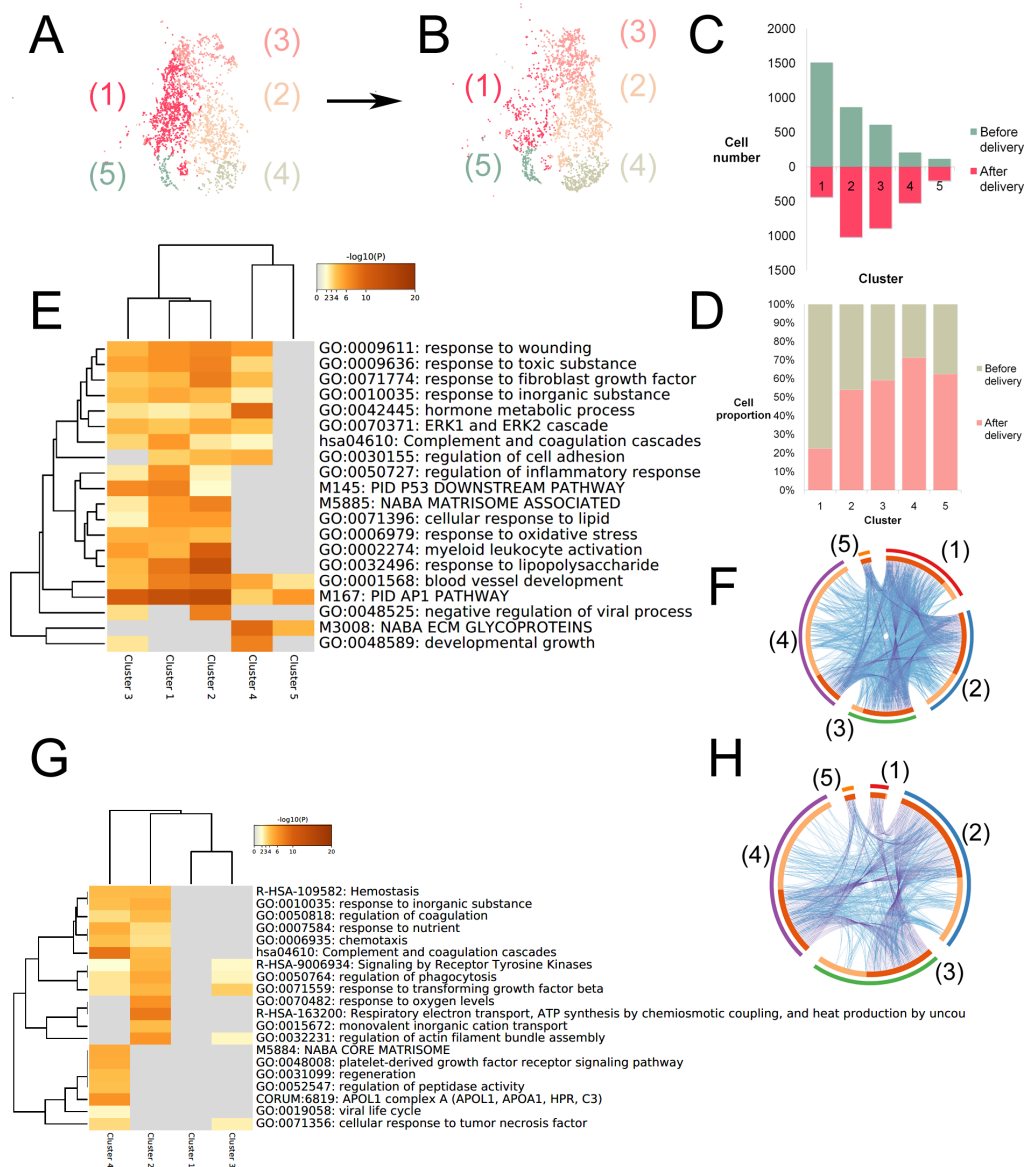 A
(1)
(2)
(3)
(4)
(5)
B
(1)
(2)
(3)
(4)
(5)
C
2000
1500
1000
500
0
500
1000
1500
Cell
number
1
2
3
4
5
Before
delivery
After
delivery
Cluster
D
100%
90%
80%
70%
60%
50%
40%
30%
20%
10%
0%
Cell
proportion
1
2
3
4
5
Cluster
Before
delivery
After
delivery
E
-log10(P)
0 2 3 4 6 10 20
GO:0009611: response to wounding
GO:0009636: response to toxic substance
GO:0071774: response to fibroblast growth factor
GO:0010035: response to inorganic substance
GO:0042445: hormone metabolic process
GO:0070371: ERK1 and ERK2 cascade
hsa04610: Complement and coagulation cascades
GO:0030155: regulation of cell adhesion
GO:0050727: regulation of inflammatory response
M145: PID P53 DOWNSTREAM PATHWAY
M5885: NABA MATRISOME ASSOCIATED
GO:0071396: cellular response to lipid
GO:0006979: response to oxidative stress
GO:0002274: myeloid leukocyte activation
GO:0032496: response to lipopolysaccharide
GO:0001568: blood vessel development
M167: PID AP1 PATHWAY
GO:0048525: negative regulation of viral process
M3008: NABA ECM GLYCOPROTEINS
GO:0048589: developmental growth
Cluster 3
Cluster 1
Cluster 2
Cluster 4
Cluster 5
F
(1)
(2)
(3)
(4)
(5)
G
-log10(P)
0 2 3 4 6 10 20
R-HSA-109582: Hemostasis
GO:0010035: response to inorganic substance
GO:0050818: regulation of coagulation
GO:0007584: response to nutrient
GO:0006935: chemotaxis
hsa04610: Complement and coagulation cascades
R-HSA-9006934: Signaling by Receptor Tyrosine Kinases
GO:0050764: regulation of phagocytosis
GO:0071559: response to transforming growth factor beta
GO:0070482: response to oxygen levels
R-HSA-163200: Respiratory electron transport, ATP synthesis by chemiosmotic coupling, and heat production by uncou
GO:0015672: monovalent inorganic cation transport
GO:0032231: regulation of actin filament bundle assembly
M5884: NABA CORE MATRISOME
GO:0048008: platelet-derived growth factor receptor signaling pathway
GO:0031099: regeneration
GO:0052547: regulation of peptidase activity
CORUM:6819: APOL1 complex A (APOL1, APOA1, HPR, C3)
GO:0019058: viral life cycle
GO:0071356: cellular response to tumor necrosis factor
Cluster 4
Cluster 2
Cluster 1
Cluster 3
H
(1)
(2)
(3)
(4)
(5)